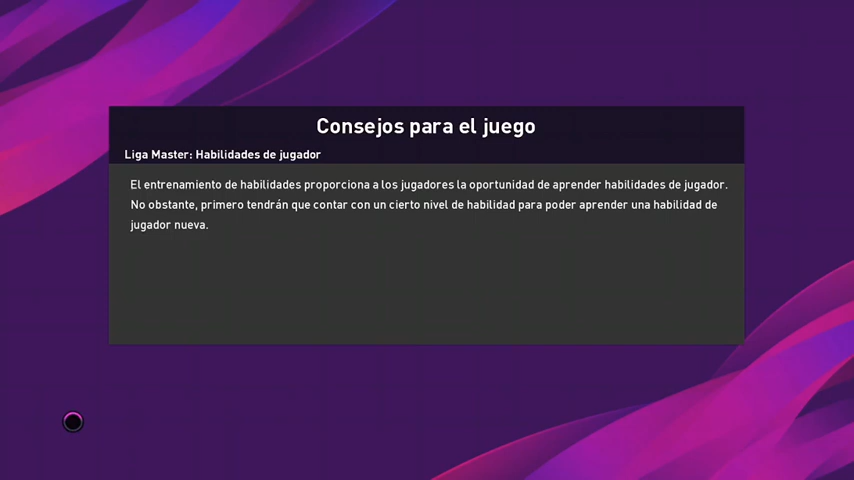 Consejos para el juego
Liga Master: Habilidades de jugador
El entrenamiento de habilidades proporciona a los jugadores la oportunidad de aprender habilidades de jugador.
No obstante, primero tendrán que contar con un cierto nivel de habilidad para poder aprender una habilidad de
jugador nueva.